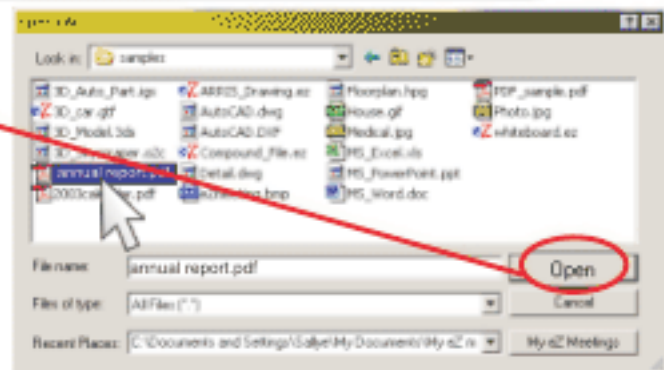 Look in: samples
3D_Auto_Part.igs ARRIS_Drawing.ez Floorplan.hpg PDF_sample.pdf
3D_car.gtf AutoCAD.dwg House.gif Photo.jpg
3D_Model.3ds AutoCAD.DXF Medical.jpg whiteboard.ez
Compound_File.ez MS_Excel.xls
annual report.pdf Detail.dwg MS_PowerPoint.ppt
MS_Word.doc
File name: annual report.pdf Open
Files of type: All Files (*.*) Cancel
Recent Places: C:\Documents and Settings\Sallye\My Documents\My eZ m My eZ Meetings